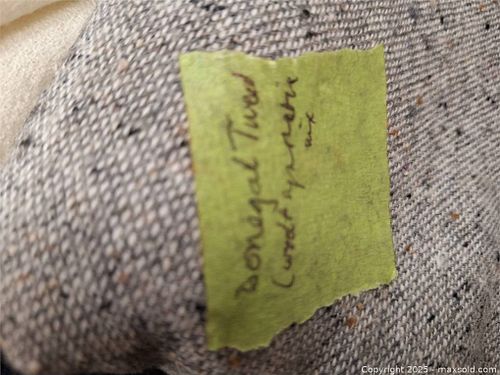 Donegal Tweed
(wool + synthetic
mix
Copyright 2025 - maxsold.com